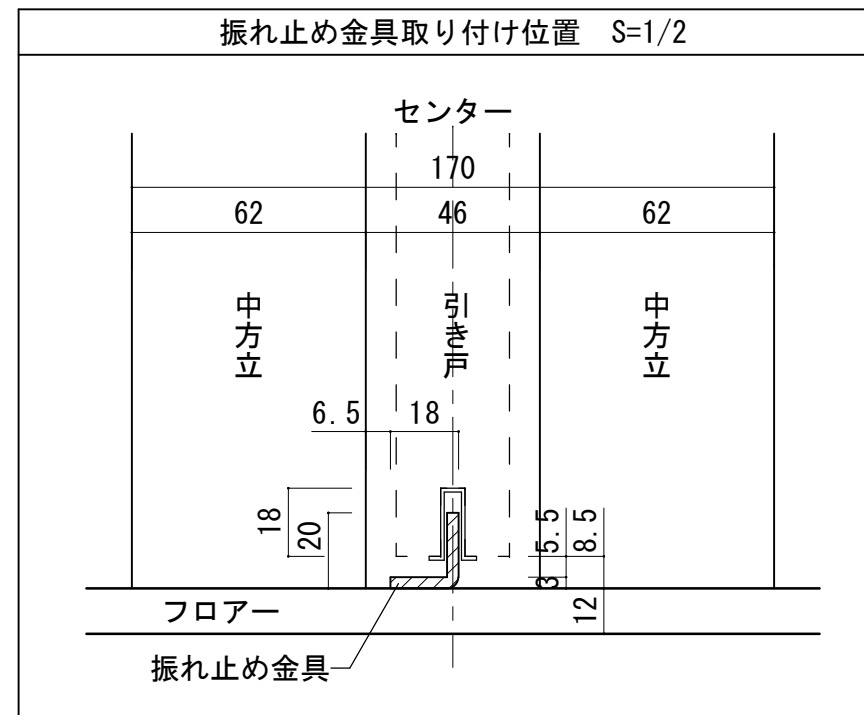 振れ止め金具取り付け位置　S=1/2
センター
170
62
46
62
中方立
引き戸
中方立
6.5
18
18
20
5.5
8.5
3
12
フロアー
振れ止め金具